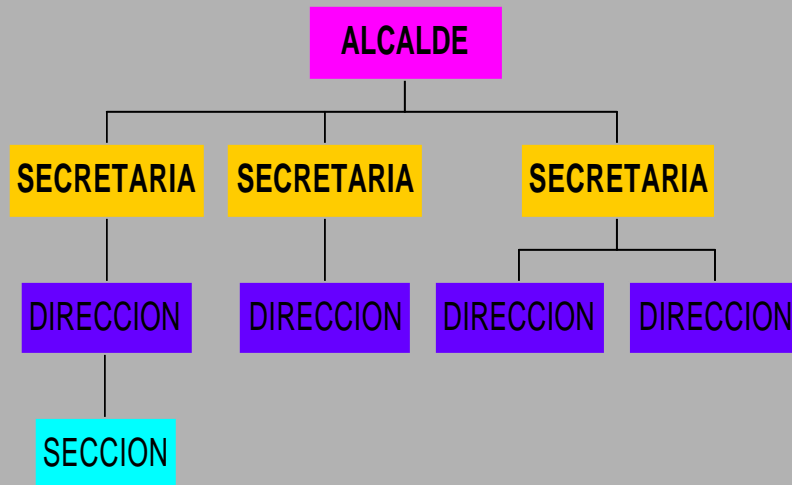 ALCALDE
SECRETARIA
SECRETARIA
SECRETARIA
DIRECCION
DIRECCION
DIRECCION
DIRECCION
SECCION